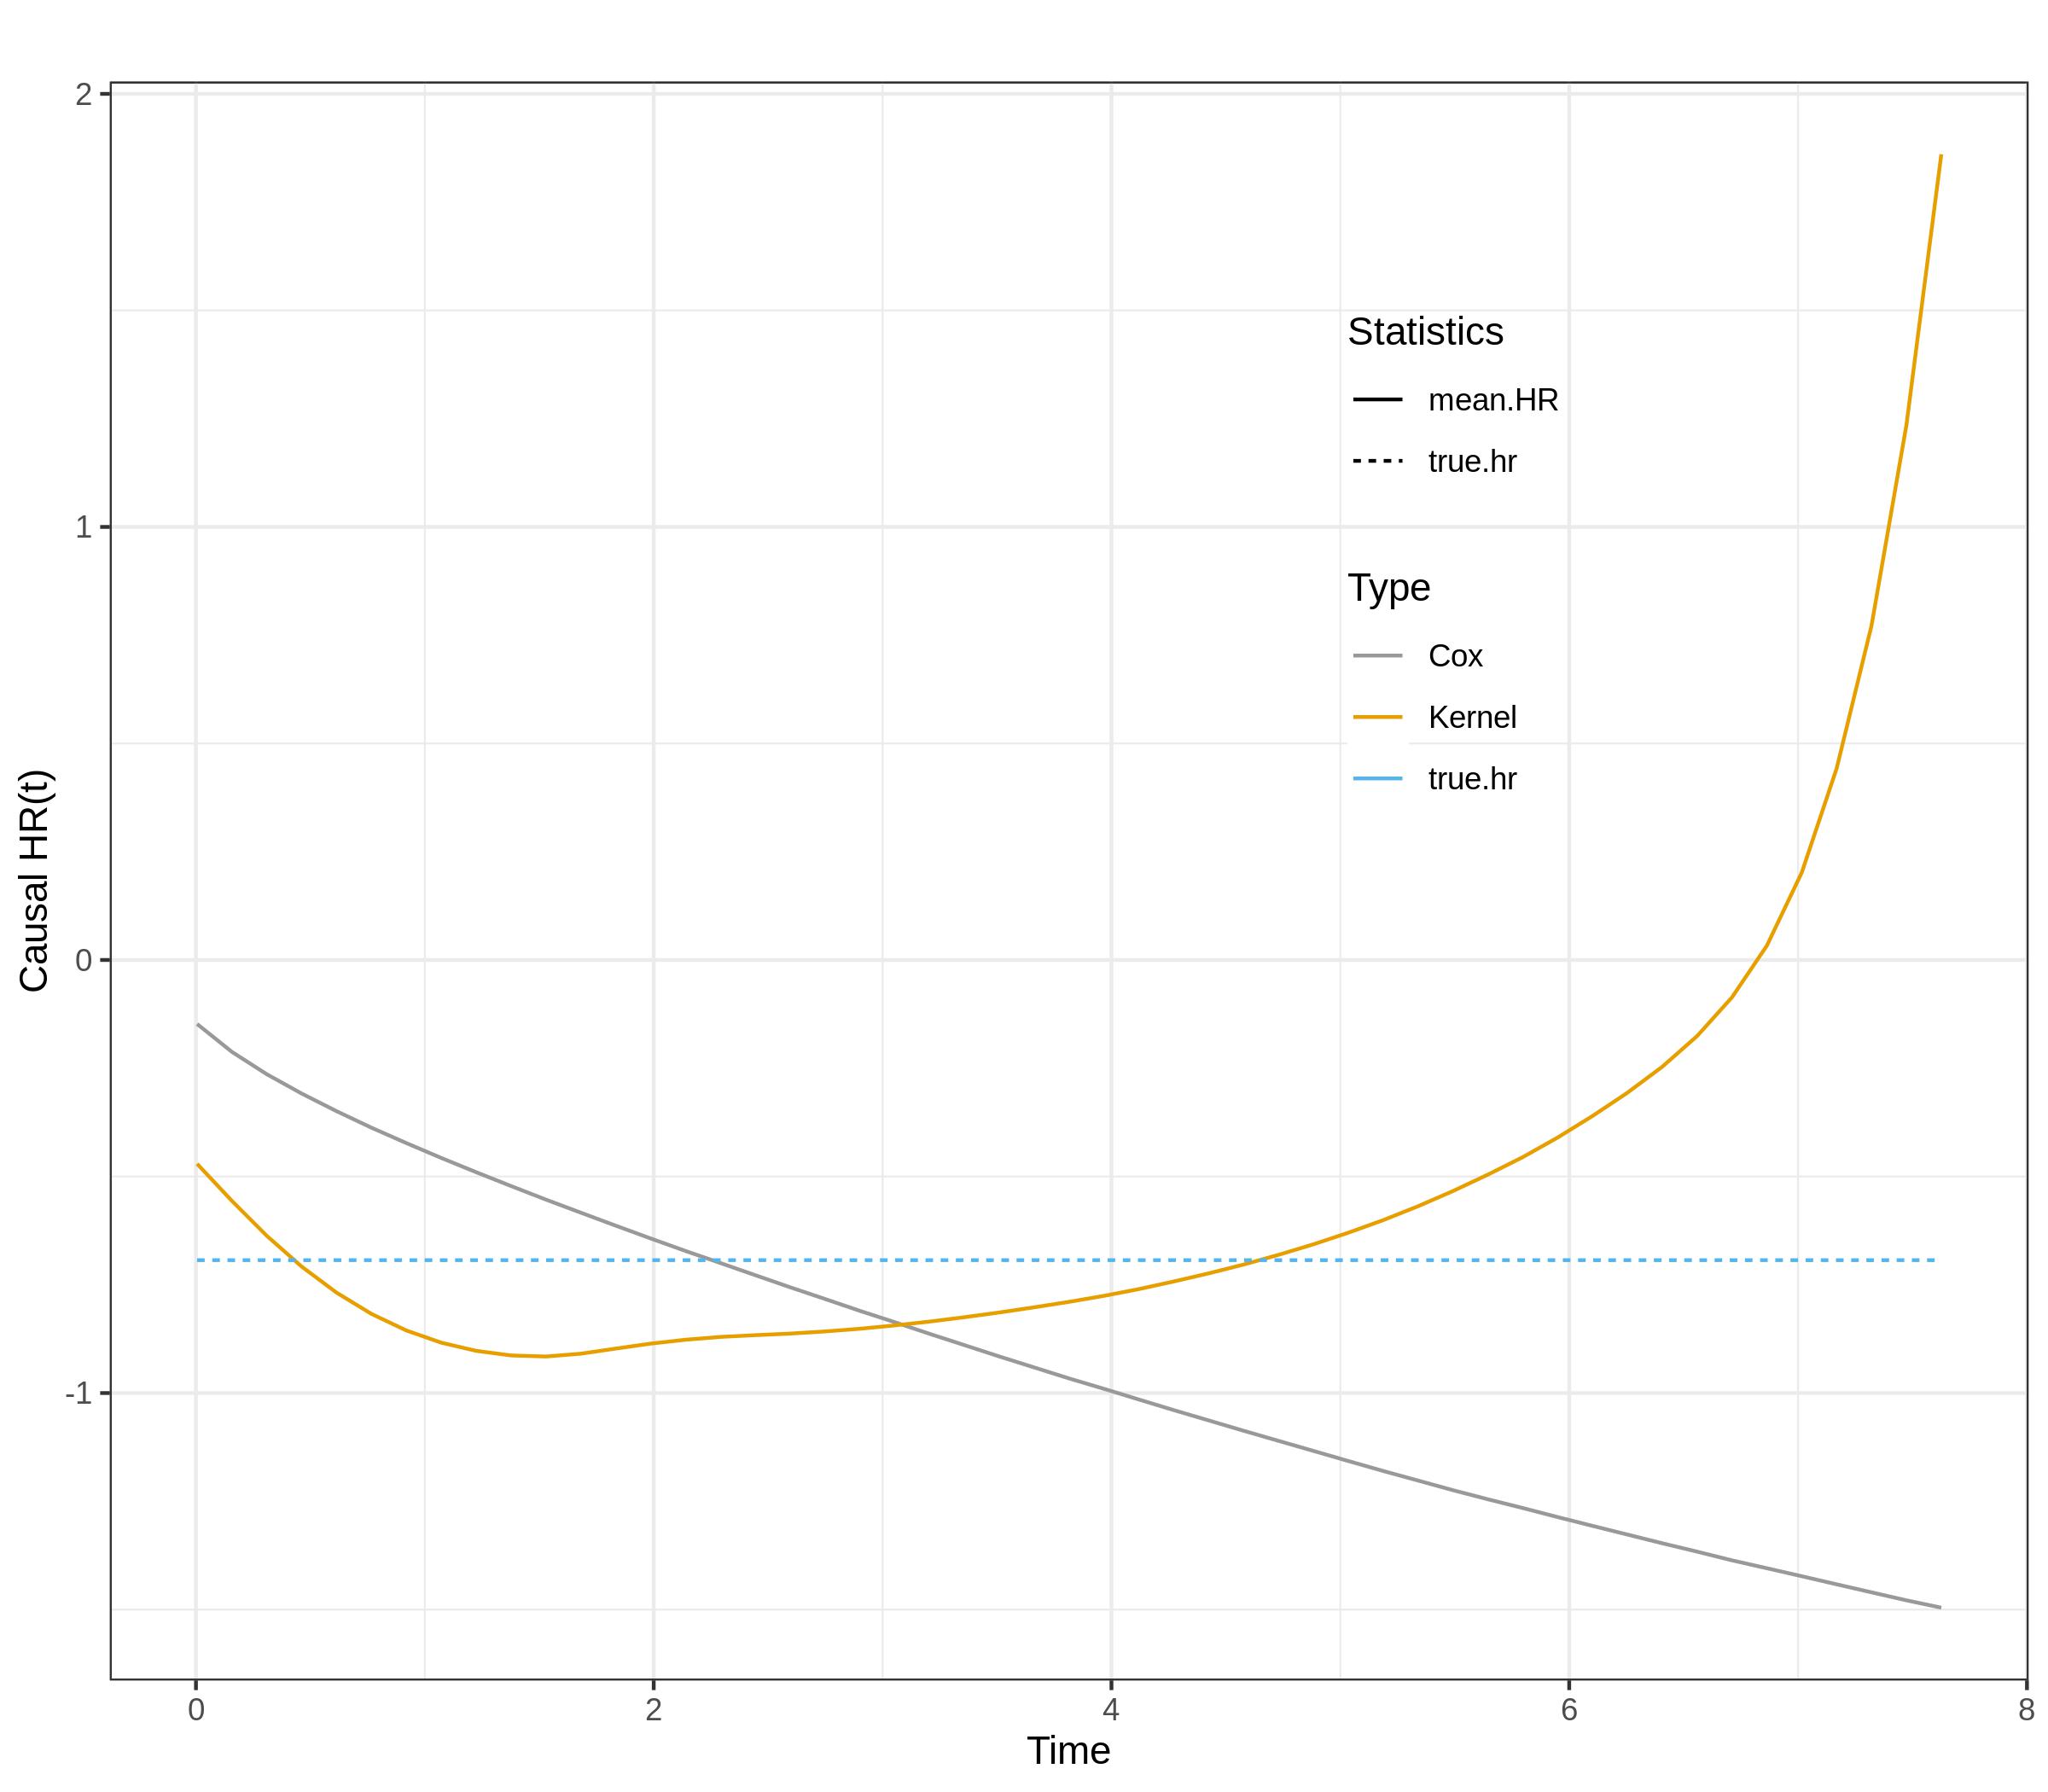 2
1
0
-1
Causal HR(t)
Statistics
mean.HR
true.hr
Type
Cox
Kernel
true.hr
0 2 4 6 8
Time